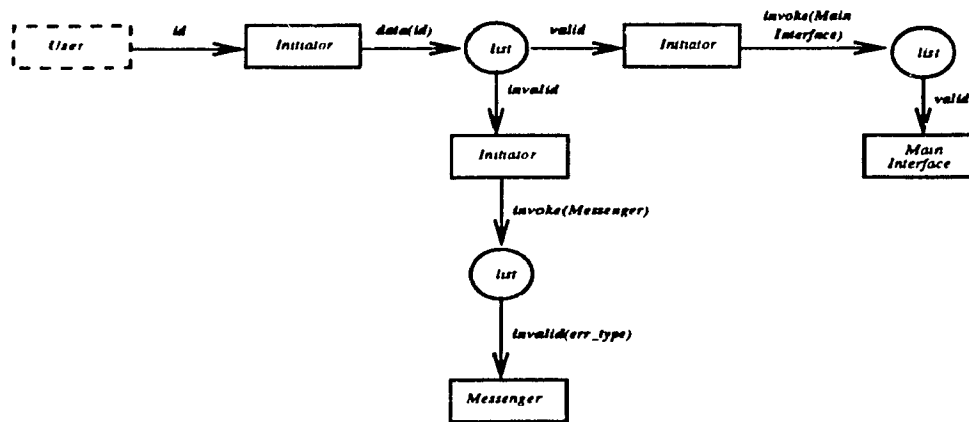 User
id
Initiator
data(id)
list
valid
Initiator
invoke(Main
Interface)
list
invalid
valid
Initiator
Main
Interface
invoke(Messenger)
list
invalid(err_type)
Messenger